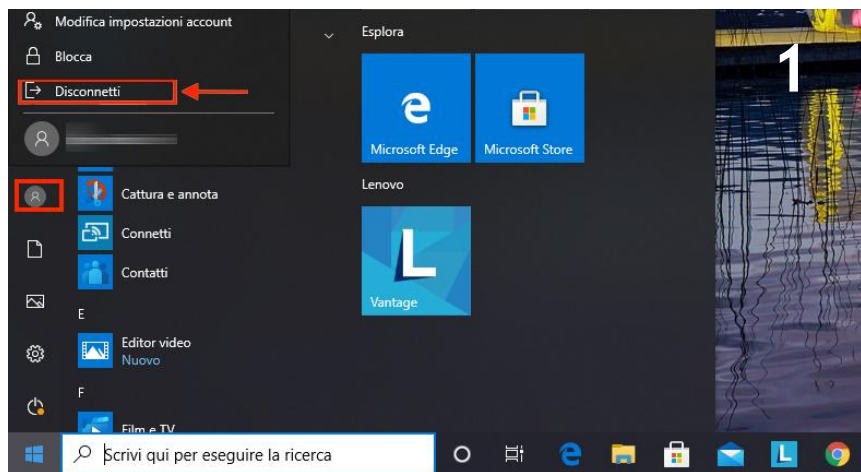 Modifica impostazioni account
Blocca
Disconnetti
Cattura e annota
Connetti
Contatti
E
Editor video
Nuovo
F
Film e TV
Esplora
Microsoft Edge
Microsoft Store
Lenovo
L
Vantage
1
Scrivi qui per eseguire la ricerca
L